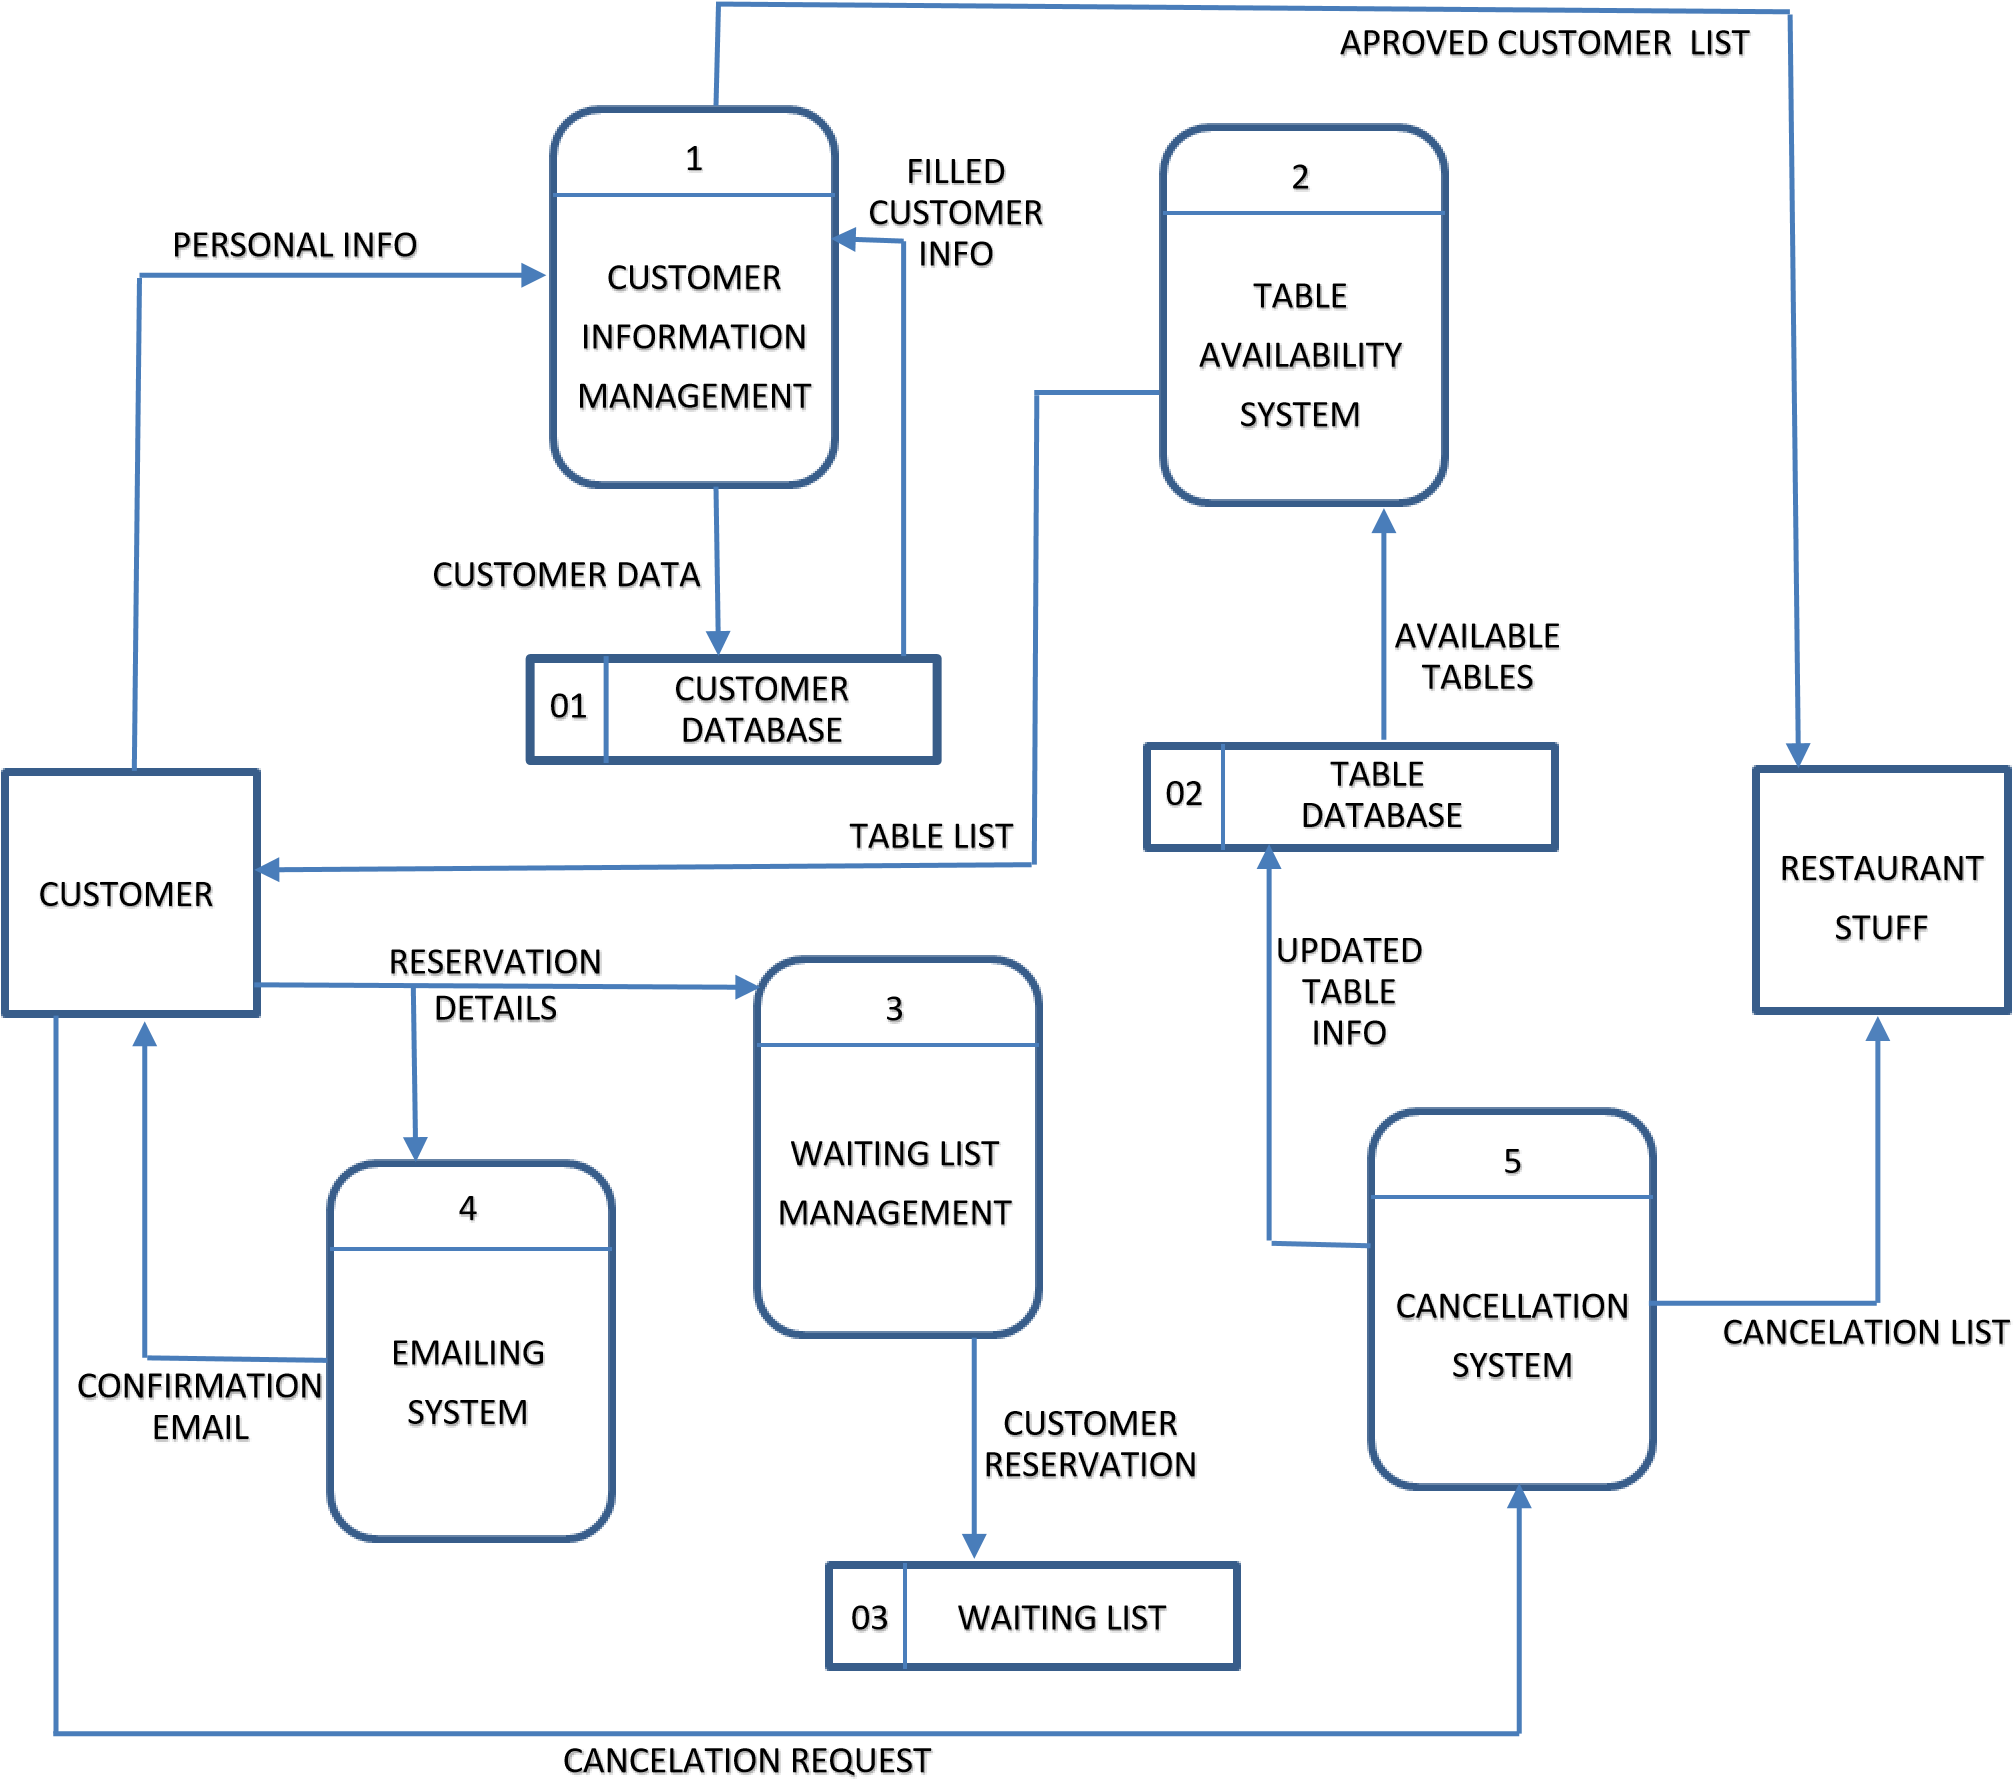 APROVED CUSTOMER LIST
1
CUSTOMER
INFORMATION
MANAGEMENT
FILLED
CUSTOMER
INFO
2
TABLE
AVAILABILITY
SYSTEM
PERSONAL INFO
CUSTOMER DATA
01
CUSTOMER
DATABASE
AVAILABLE
TABLES
02
TABLE
DATABASE
TABLE LIST
CUSTOMER
RESTAURANT
STUFF
RESERVATION
DETAILS
UPDATED
TABLE
INFO
3
WAITING LIST
MANAGEMENT
4
EMAILING
SYSTEM
5
CANCELLATION
SYSTEM
CANCELATION LIST
CONFIRMATION
EMAIL
CUSTOMER
RESERVATION
03
WAITING LIST
CANCELATION REQUEST